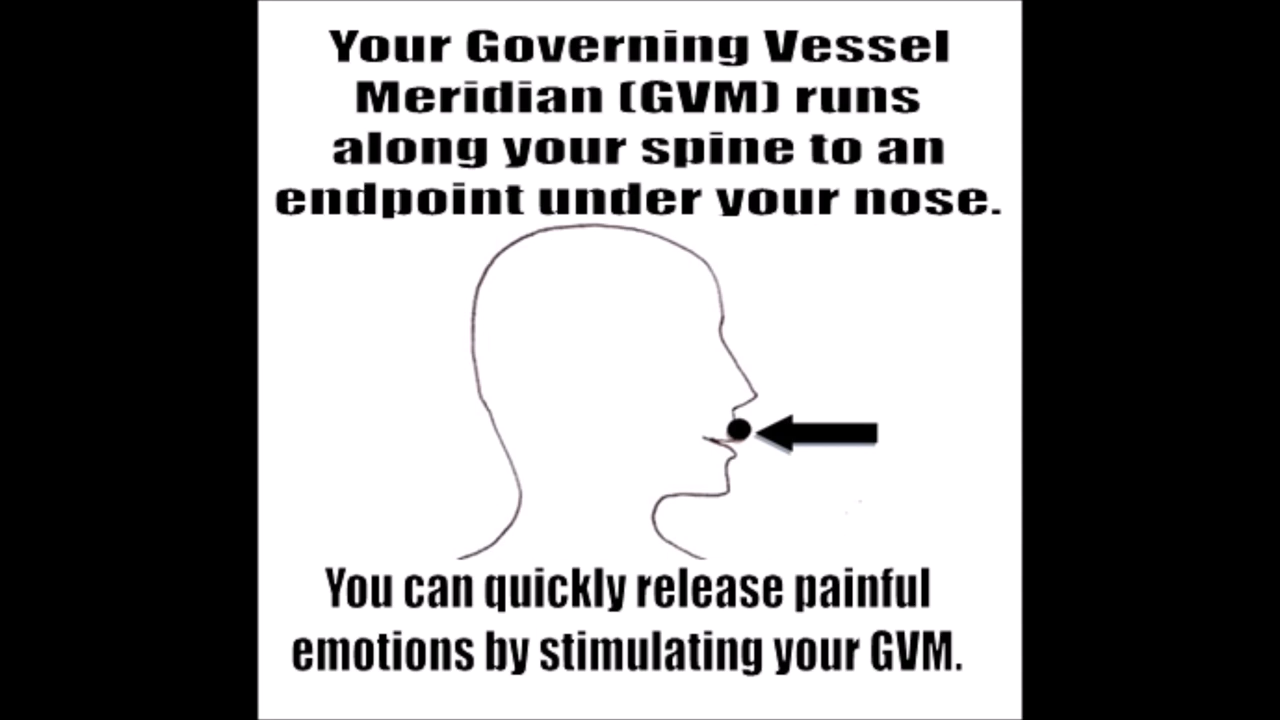 Your Governing Vessel
Meridian (GVM) runs
along your spine to an
endpoint under your nose.
You can quickly release painful
emotions by stimulating your GVM.